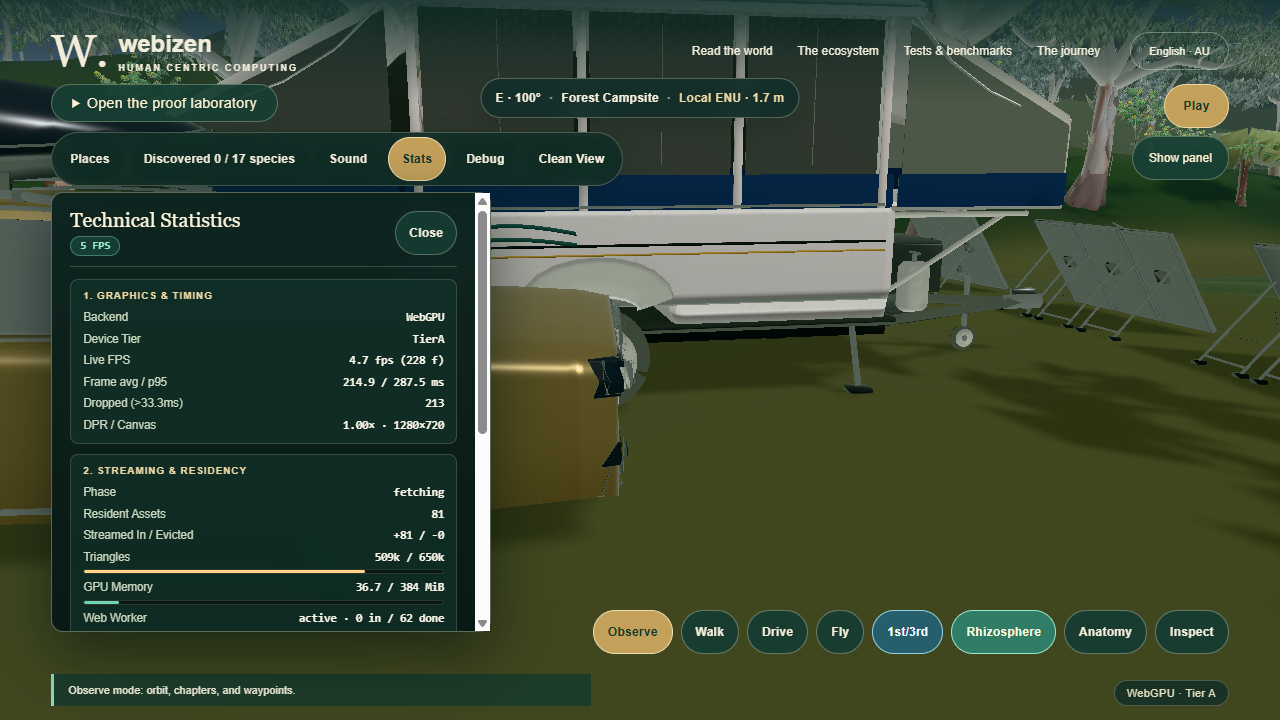 W. webizen
HUMAN CENTRIC COMPUTING
Read the world
The ecosystem
Tests & benchmarks
The journey
English · AU
▶ Open the proof laboratory
E · 100° · Forest Campsite · Local ENU · 1.7 m
Play
Places
Discovered 0 / 17 species
Sound
Stats
Debug
Clean View
Show panel
Technical Statistics
5 FPS
Close
1. GRAPHICS & TIMING
Backend WebGPU
Device Tier TierA
Live FPS 4.7 fps (228 f)
Frame avg / p95 214.9 / 287.5 ms
Dropped (>33.3ms) 213
DPR / Canvas 1.00× · 1280×720
2. STREAMING & RESIDENCY
Phase fetching
Resident Assets 81
Streamed In / Evicted +81 / -0
Triangles 509k / 650k
GPU Memory 36.7 / 384 MiB
Web Worker active · 0 in / 62 done
Observe
Walk
Drive
Fly
1st/3rd
Rhizosphere
Anatomy
Inspect
Observe mode: orbit, chapters, and waypoints.
WebGPU · Tier A